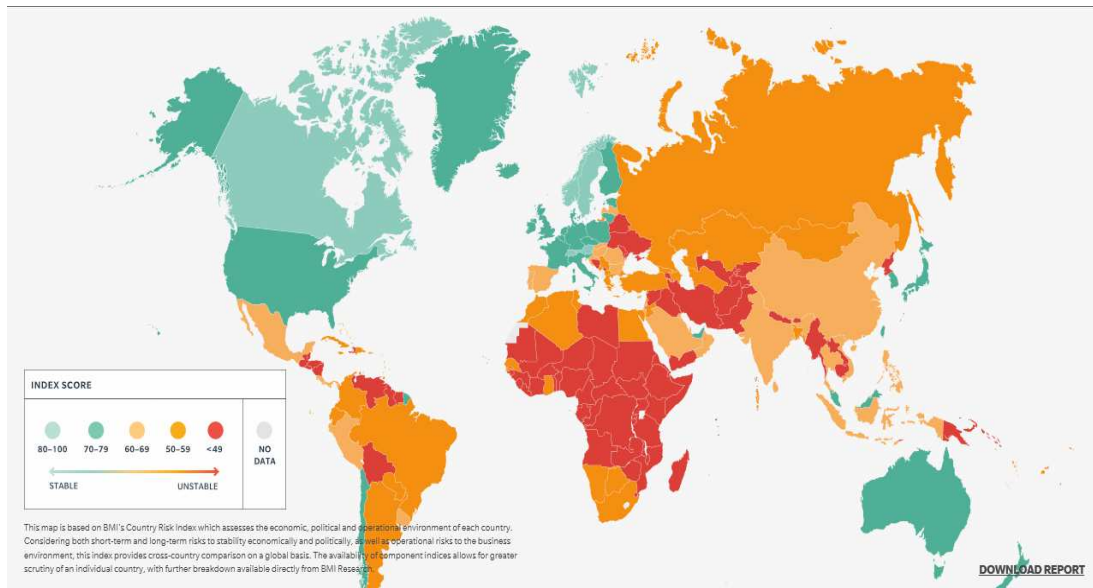 INDEX SCORE
80–100 70–79 60–69 50–59 <49 NO DATA
STABLE UNSTABLE
This map is based on BMI's Country Risk Index which assesses the economic, political and operational environment of each country.
Considering both short-term and long-term risks to stability economically and politically, as well as operational risks to the business
environment, this index provides cross-country comparison on a global basis. The availability of component indices allows for greater
scrutiny of an individual country, with further breakdown available directly from BMI Research.
DOWNLOAD REPORT